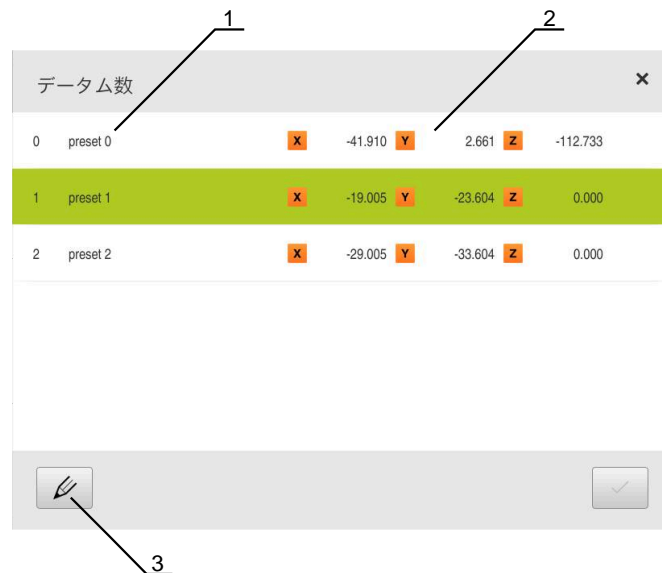 1 2
データム数 ×
0 preset 0 X -41.910 Y 2.661 Z -112.733
1 preset 1 X -19.005 Y -23.604 Z 0.000
2 preset 2 X -29.005 Y -33.604 Z 0.000
3